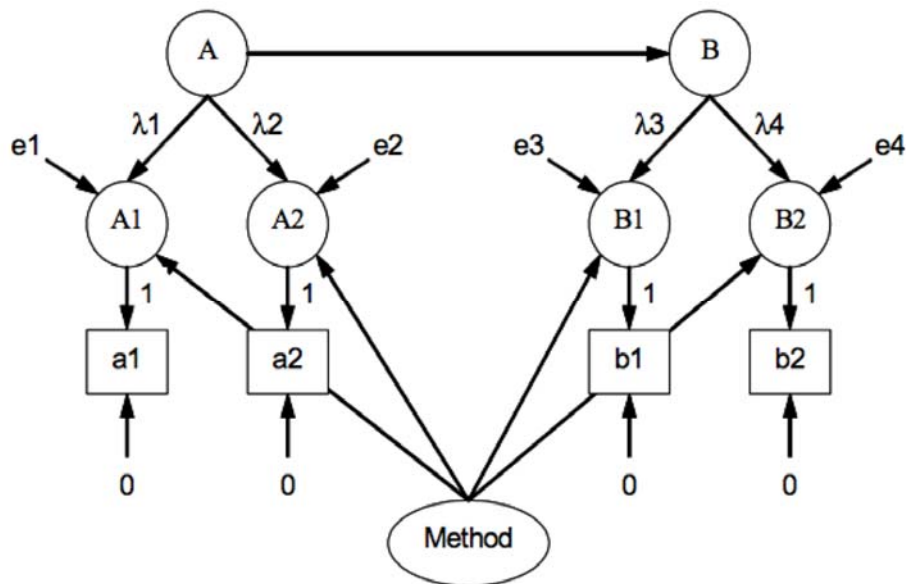 A B
λ1 λ2 λ3 λ4
e1 e2 e3 e4
A1 A2 B1 B2
1 1 1 1
a1 a2 b1 b2
0 0 0 0
Method